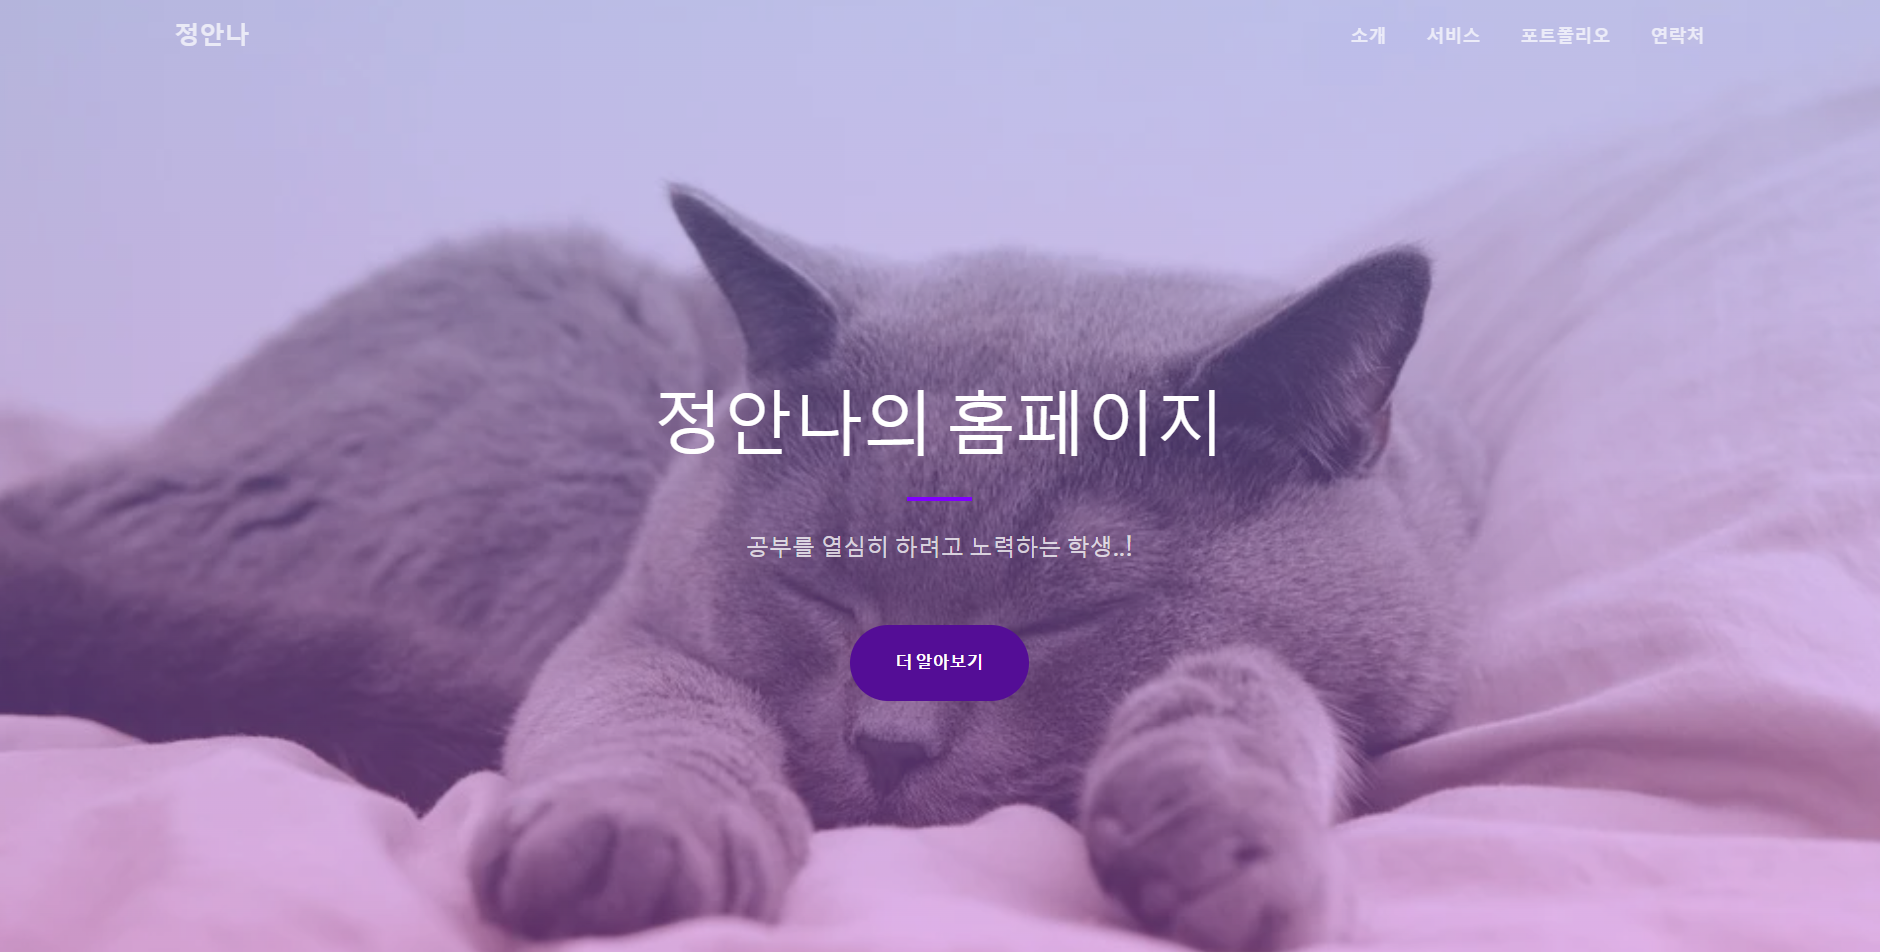 정안나
소개 서비스 포트폴리오 연락처
정안나의 홈페이지
공부를 열심히 하려고 노력하는 학생..!
더 알아보기